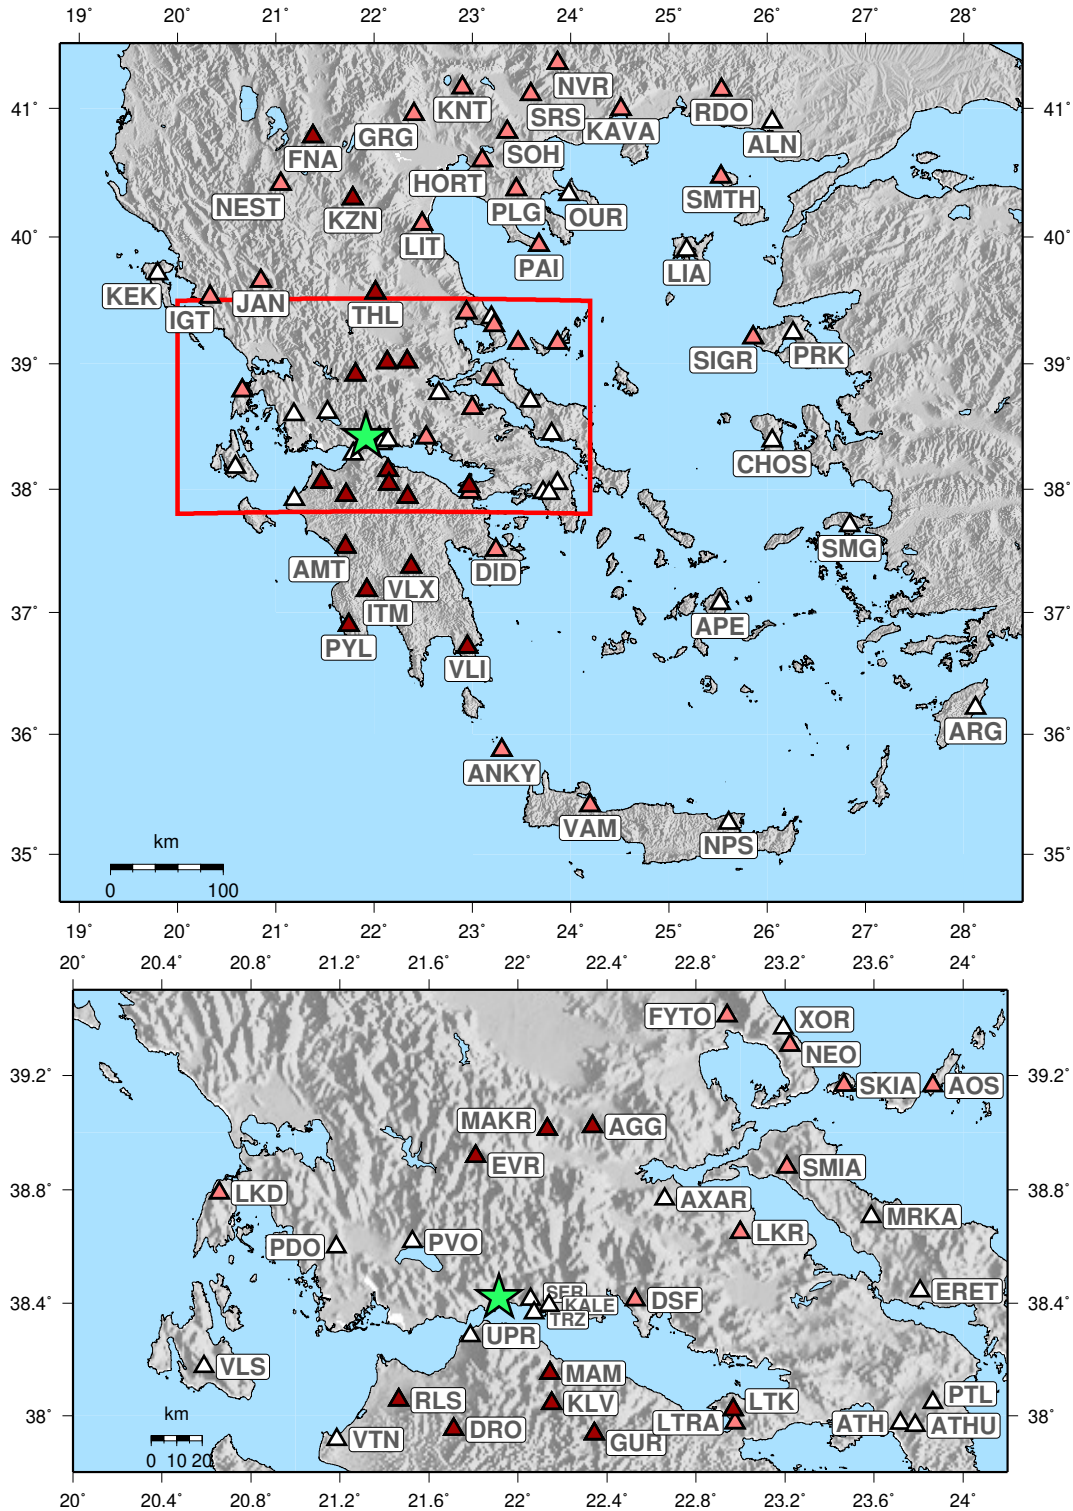 19° 20° 21° 22° 23° 24° 25° 26° 27° 28°
NVR
KNT
RDO
41° 41°
SRS
GRG KAVA
ALN
SOH
FNA
HORT
NEST
SMTH
KZN PLG OUR
LIT
40° 40°
PAI
LIA
KEK
JAN
IGT THL
SIGR PRK
39° 39°
CHOS
38° 38°
SMG
AMT DID
VLX
ITM
37° APE 37°
PYL
VLI
ARG
36° 36°
ANKY
VAM
km
NPS
35° 35°
0 100
19° 20° 21° 22° 23° 24° 25° 26° 27° 28°
20° 20.4° 20.8° 21.2° 21.6° 22° 22.4° 22.8° 23.2° 23.6° 24°
FYTO XOR
NEO
39.2° SKIA AOS 39.2°
MAKR AGG
EVR SMIA
38.8° LKD 38.8°
AXAR
MRKA
LKR
PDO PVO
SER ERET
38.4° KALE DSF 38.4°
TRZ
UPR
VLS MAM
PTL
RLS KLV LTK
38° km 38°
LTRA ATH ATHU
DRO
VTN GUR
0 10 20
20° 20.4° 20.8° 21.2° 21.6° 22° 22.4° 22.8° 23.2° 23.6° 24°